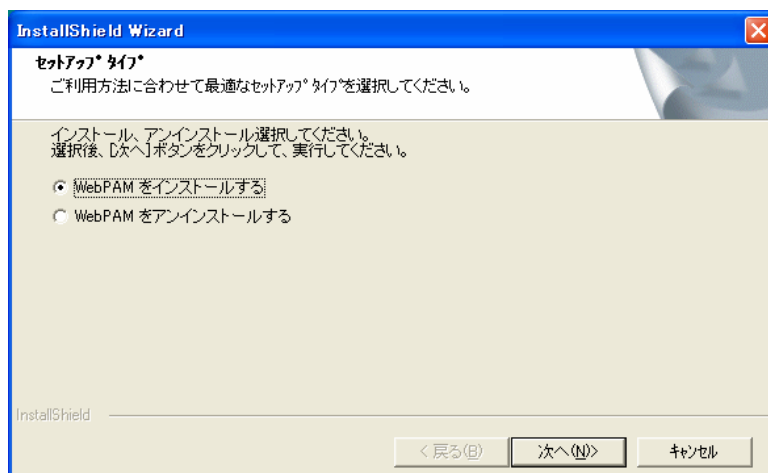 InstallShield Wizard
ｾｯﾄｱｯﾌﾟ ﾀｲﾌﾟ
ご利用方法に合わせて最適なｾｯﾄｱｯﾌﾟ ﾀｲﾌﾟを選択してください。
インストール、アンインストール選択してください。
選択後、[次へ]ボタンをクリックして、実行してください。
WebPAM をインストールする
WebPAM をアンインストールする
InstallShield
< 戻る(B)
次へ(N)>
ｷｬﾝｾﾙ